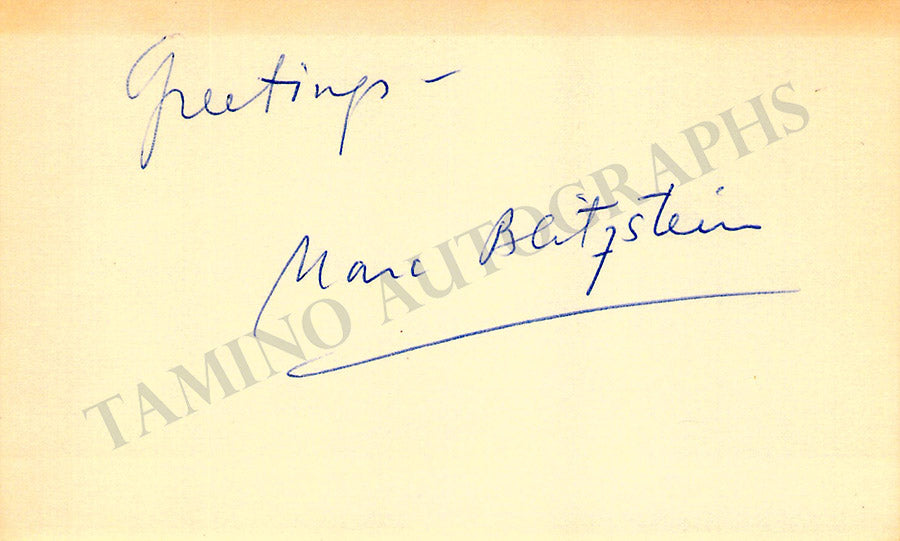 Greetings –
Marc Blitzstein
TAMINO AUTOGRAPHS